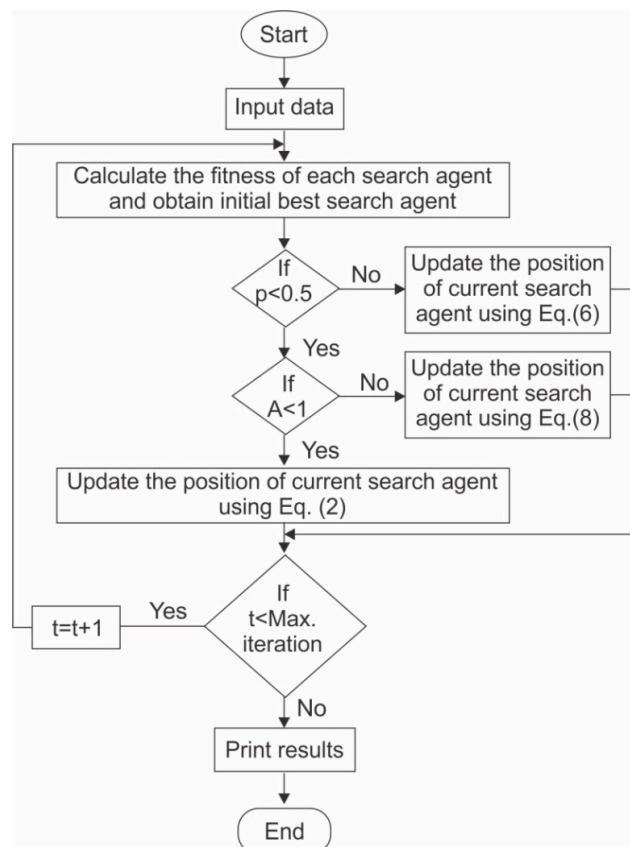 Start
Input data
Calculate the fitness of each search agent
and obtain initial best search agent
If
p<0.5
No
Update the position
of current search
agent using Eq.(6)
Yes
If
A<1
No
Update the position
of current search
agent using Eq.(8)
Yes
Update the position of current search agent
using Eq. (2)
If
t<Max.
iteration
Yes
t=t+1
No
Print results
End